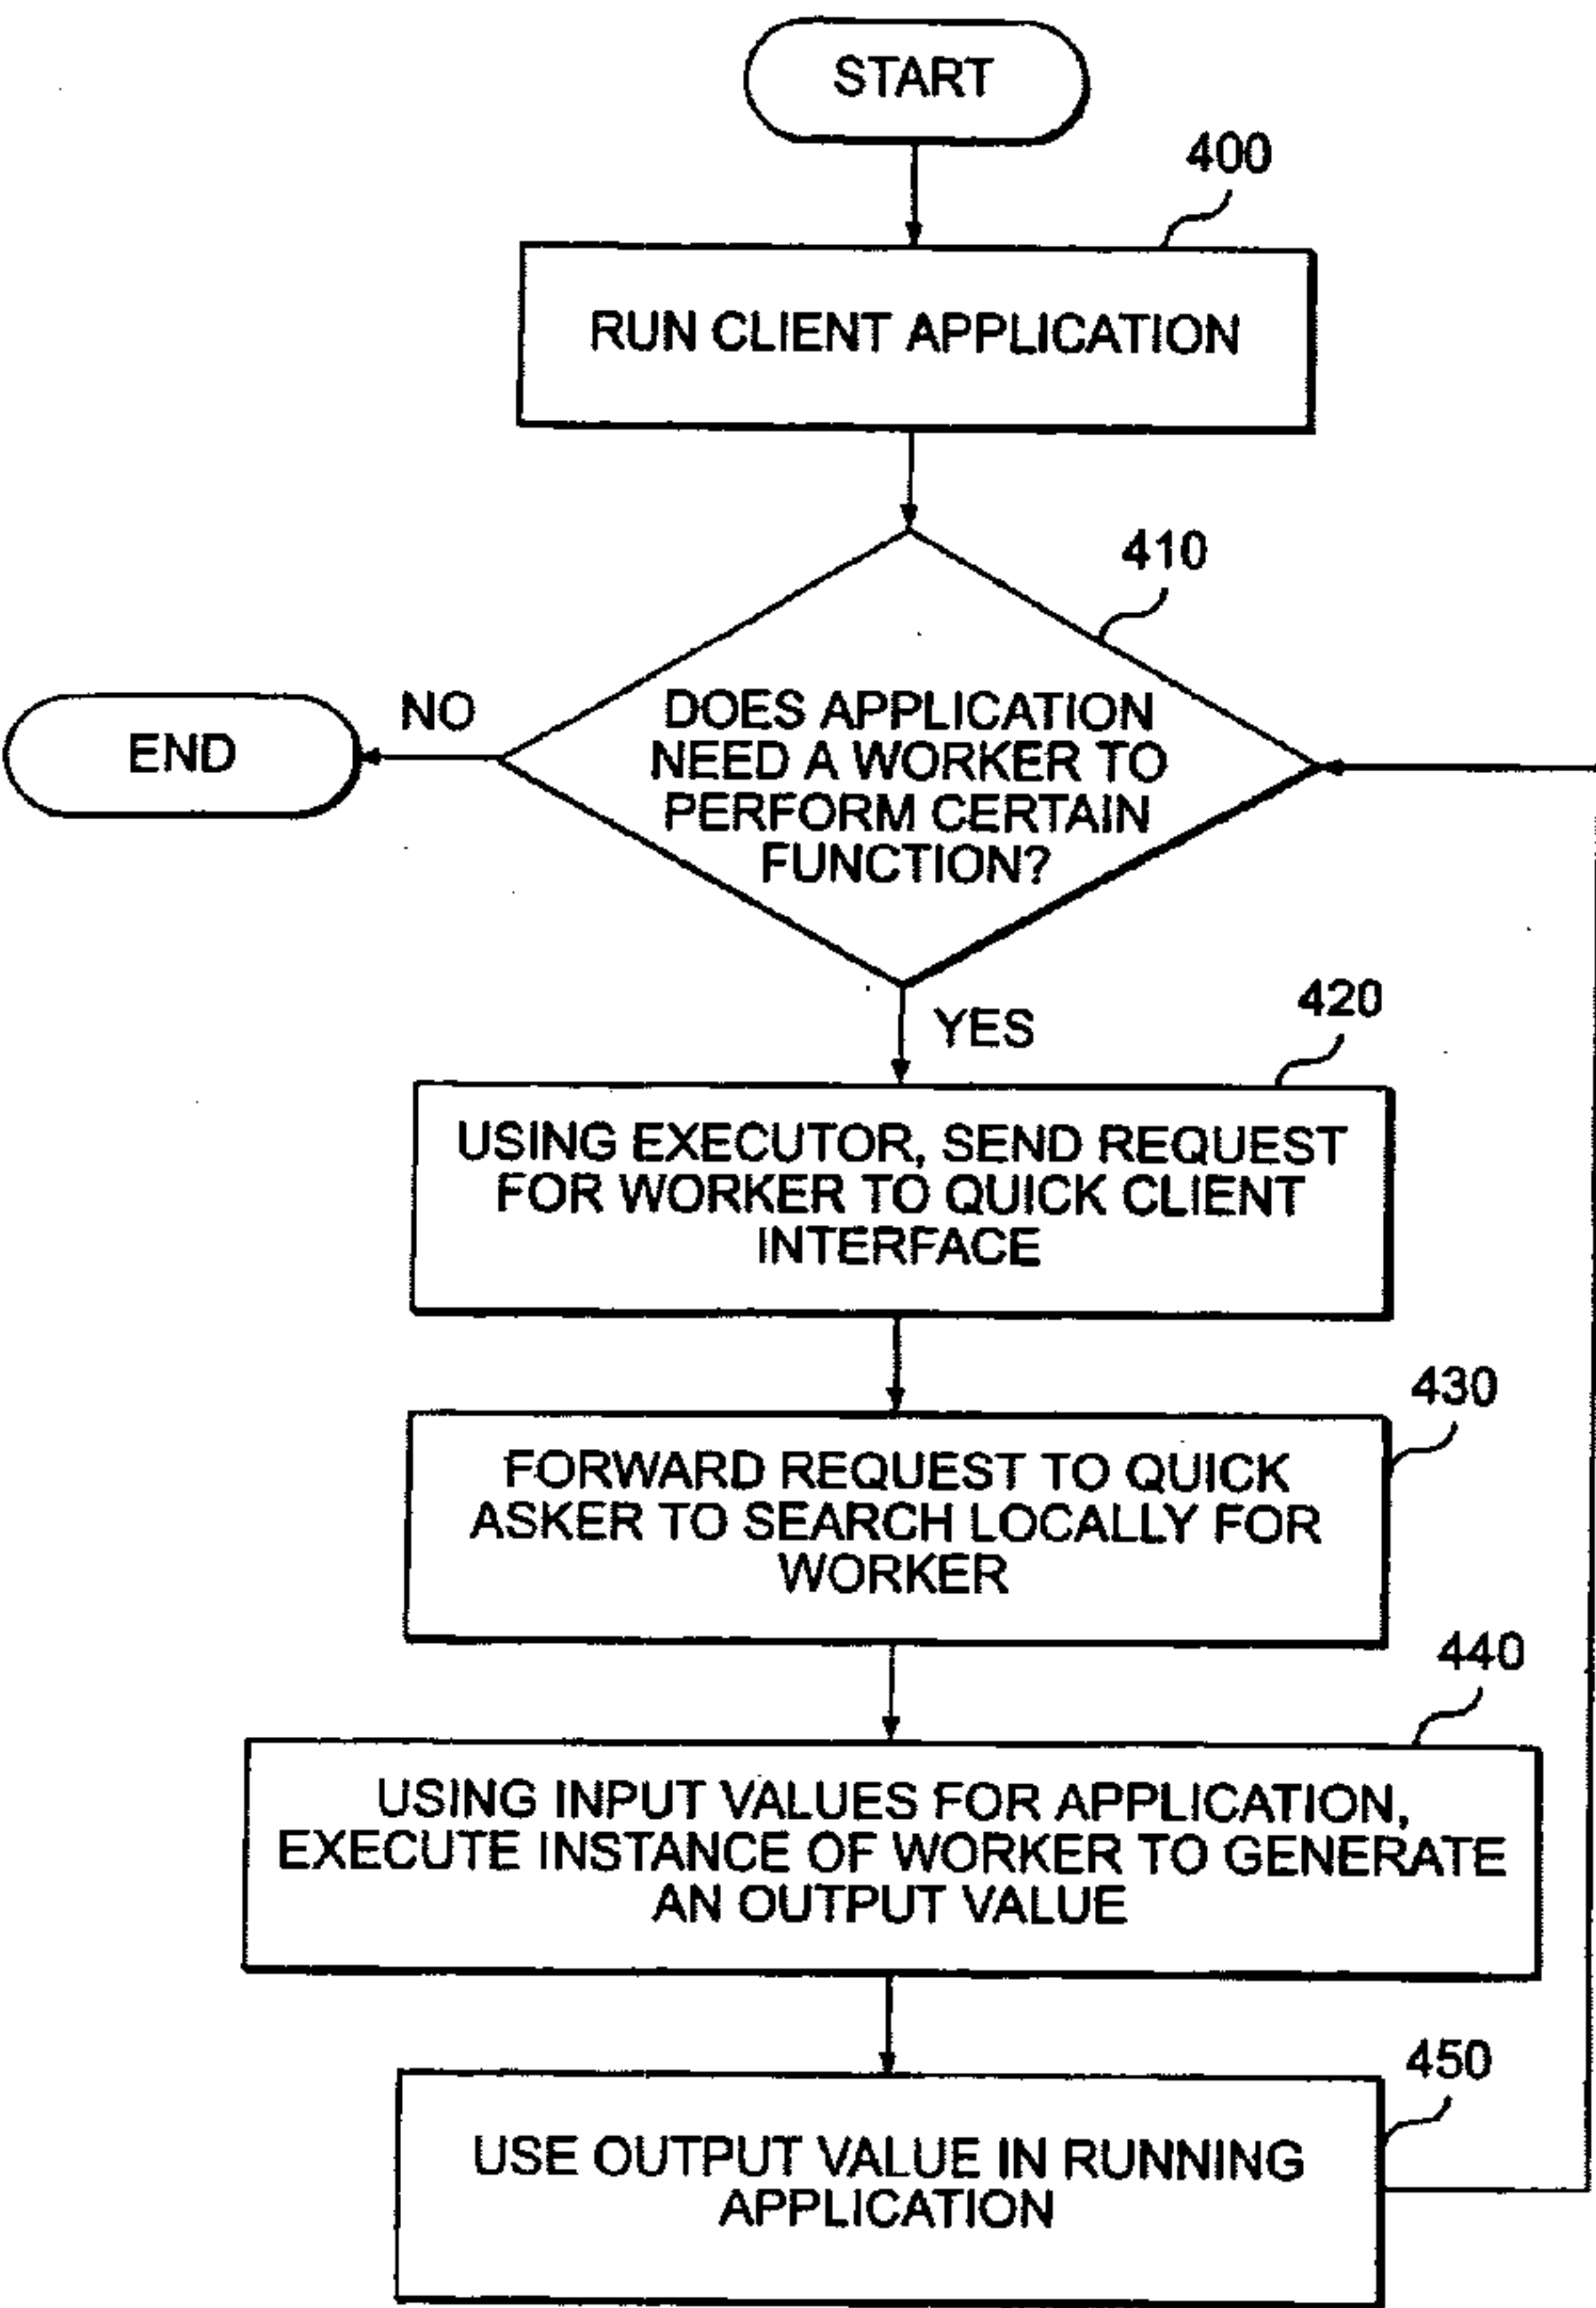 START
400
RUN CLIENT APPLICATION
410
DOES APPLICATION
NEED A WORKER TO
PERFORM CERTAIN
FUNCTION?
NO
END
YES
420
USING EXECUTOR, SEND REQUEST
FOR WORKER TO QUICK CLIENT
INTERFACE
430
FORWARD REQUEST TO QUICK
ASKER TO SEARCH LOCALLY FOR
WORKER
440
USING INPUT VALUES FOR APPLICATION,
EXECUTE INSTANCE OF WORKER TO GENERATE
AN OUTPUT VALUE
450
USE OUTPUT VALUE IN RUNNING
APPLICATION